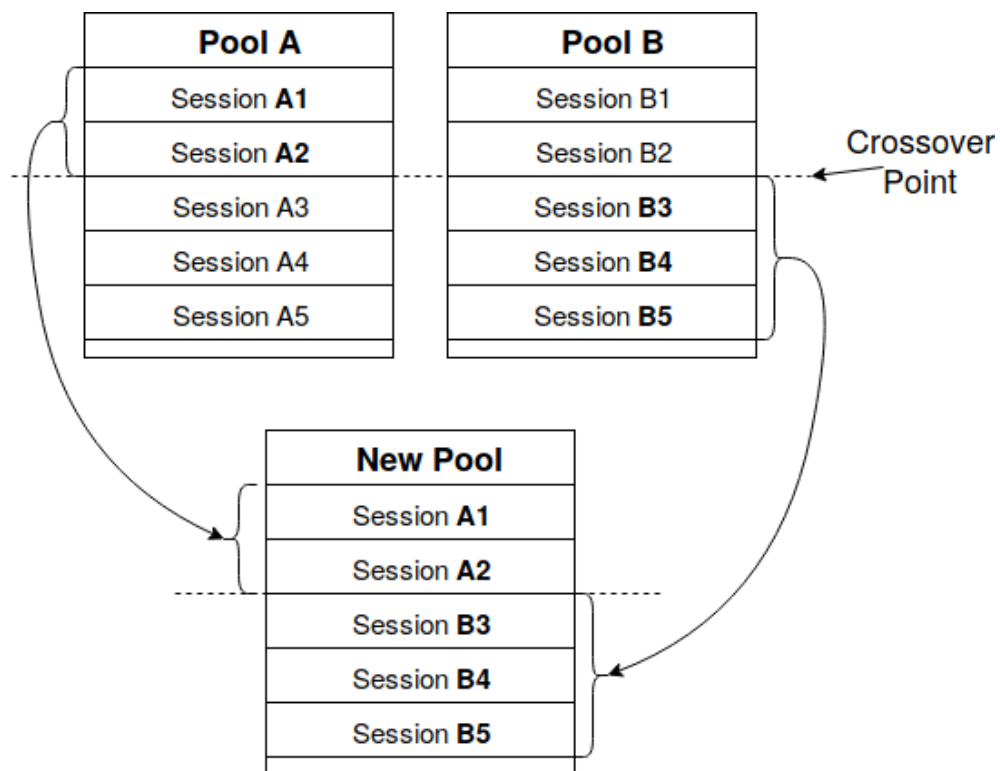 Pool A
Session A1
Session A2
Session A3
Session A4
Session A5
Pool B
Session B1
Session B2
Session B3
Session B4
Session B5
Crossover
Point
New Pool
Session A1
Session A2
Session B3
Session B4
Session B5